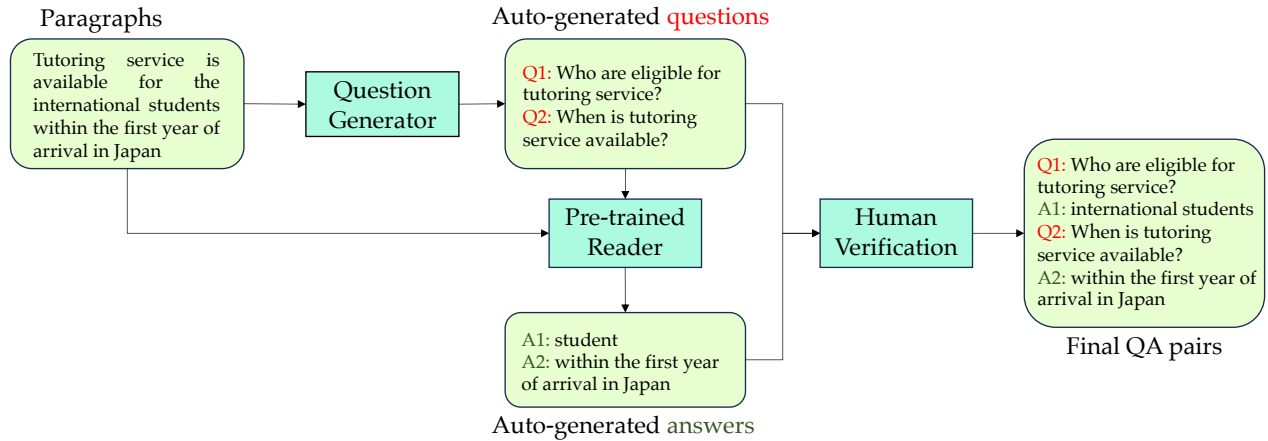 Paragraphs
Tutoring service is
available for the
international students
within the first year of
arrival in Japan
Question
Generator
Auto-generated questions
Q1: Who are eligible for
tutoring service?
Q2: When is tutoring
service available?
Pre-trained
Reader
A1: student
A2: within the first year
of arrival in Japan
Auto-generated answers
Human
Verification
Q1: Who are eligible for
tutoring service?
A1: international students
Q2: When is tutoring
service available?
A2: within the first year of
arrival in Japan
Final QA pairs